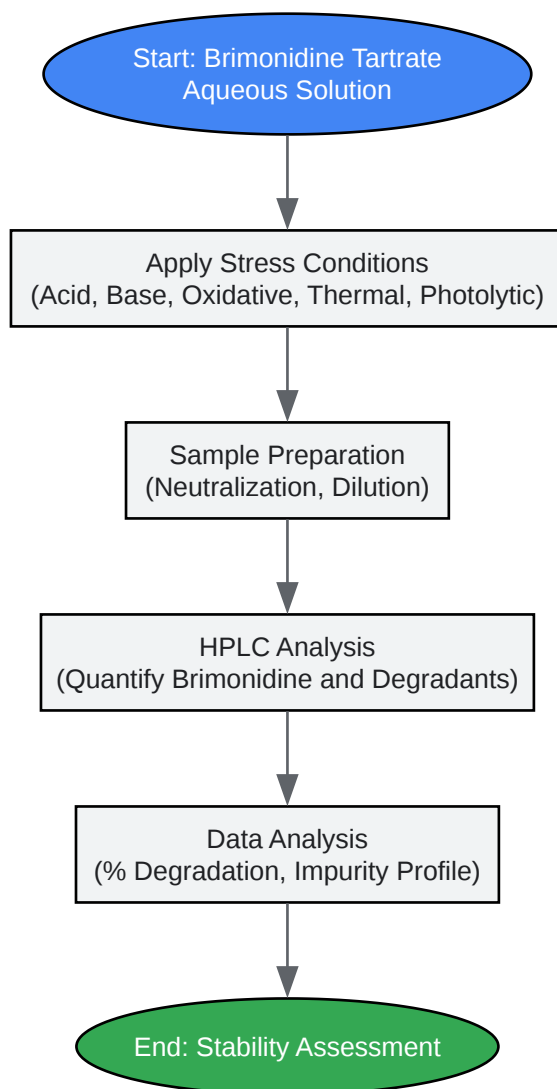 Start: Brimonidine Tartrate
Aqueous Solution
Apply Stress Conditions
(Acid, Base, Oxidative, Thermal, Photolytic)
Sample Preparation
(Neutralization, Dilution)
HPLC Analysis
(Quantify Brimonidine and Degradants)
Data Analysis
(% Degradation, Impurity Profile)
End: Stability Assessment